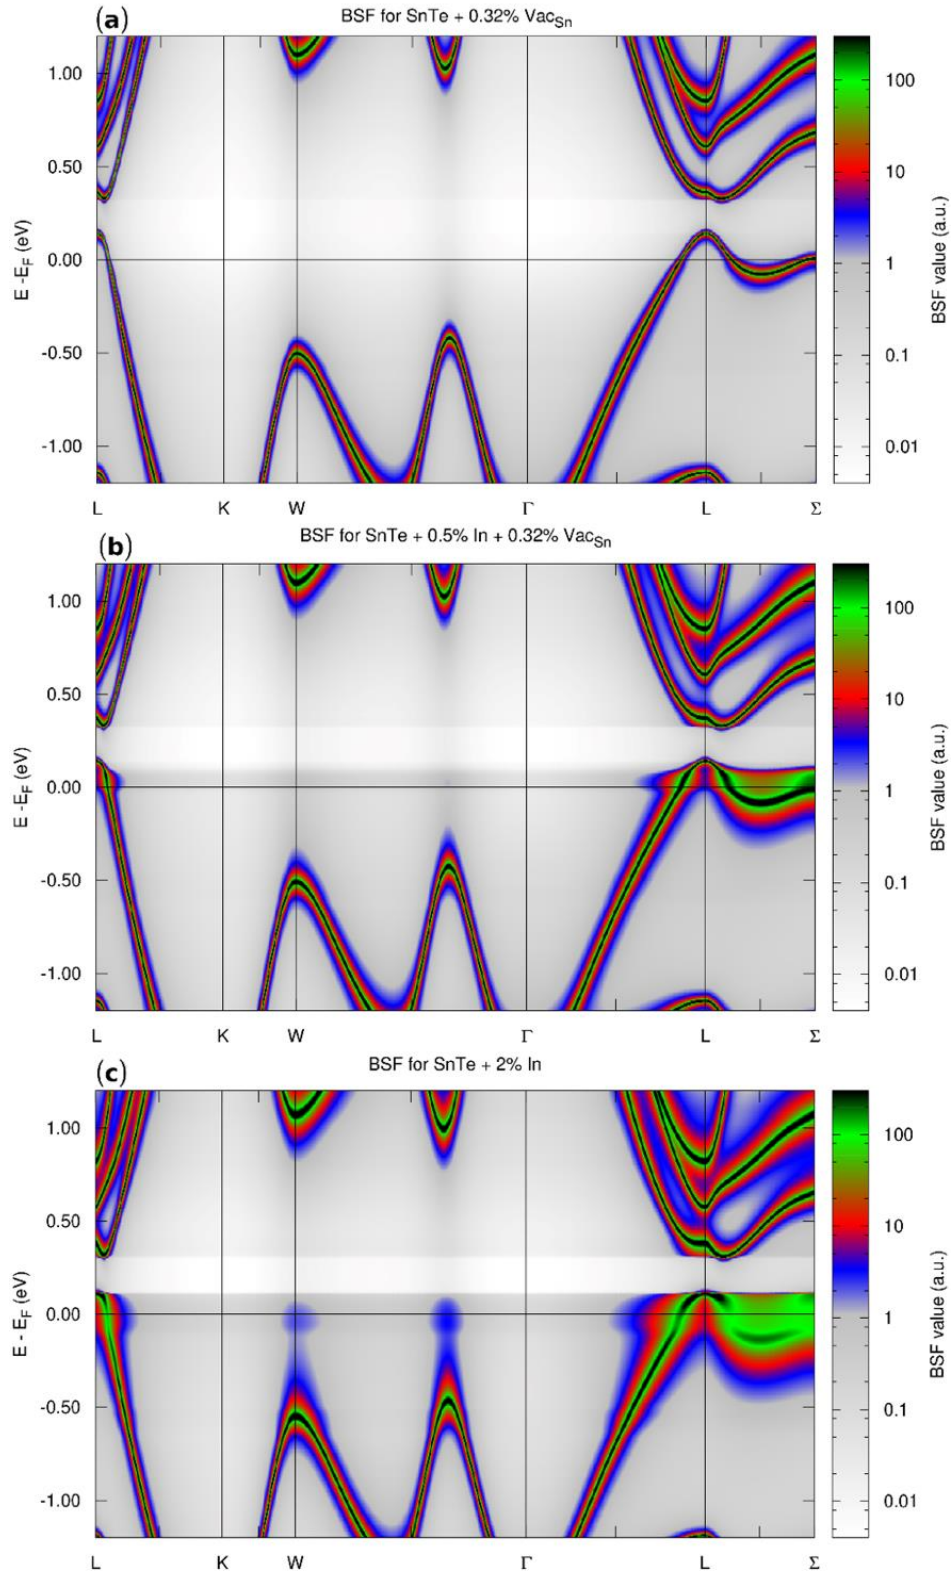 (a)
BSF for SnTe + 0.32% Vac_Sn
1.00
0.50
0.00
-0.50
-1.00
E -E_F (eV)
L K W Γ L Σ
100
10
1
0.1
0.01
BSF value (a.u.)
(b)
BSF for SnTe + 0.5% In + 0.32% Vac_Sn
1.00
0.50
0.00
-0.50
-1.00
E -E_F (eV)
L K W Γ L Σ
100
10
1
0.1
0.01
BSF value (a.u.)
(c)
BSF for SnTe + 2% In
1.00
0.50
0.00
-0.50
-1.00
E - E_F (eV)
L K W Γ L Σ
100
10
1
0.1
0.01
BSF value (a.u.)